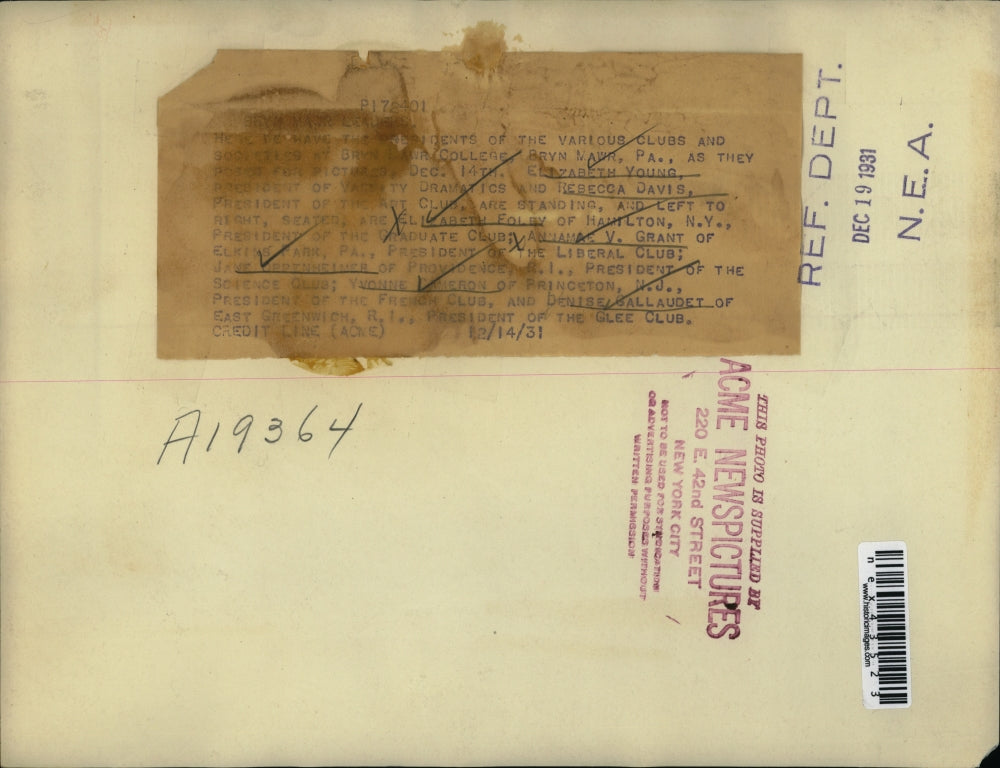 P178401
HERE WE HAVE THE PRESIDENTS OF THE VARIOUS CLUBS AND
SOCIETIES AT BRYN MAWR COLLEGE, BRYN MAWR, PA., AS THEY
POSED FOR PICTURES, DEC. 14TH. ELIZABETH YOUNG,
PRESIDENT OF VARSITY DRAMATICS AND REBECCA DAVIS,
PRESIDENT OF THE ART CLUB, ARE STANDING, AND LEFT TO
RIGHT, SEATED, ARE ELIZABETH FOLEY OF HAMILTON, N.Y.,
PRESIDENT OF THE GRADUATE CLUB; ANNAMAE V. GRANT OF
ELKINS PARK, PA., PRESIDENT OF THE LIBERAL CLUB;
JANE OPPENHEIMER OF PROVIDENCE, R.I., PRESIDENT OF THE
SCIENCE CLUB; YVONNE CAMERON OF PRINCETON, N.J.,
PRESIDENT OF THE FRENCH CLUB, AND DENISE GALLAUDET OF
EAST GREENWICH, R.I., PRESIDENT OF THE GLEE CLUB.
CREDIT LINE (ACME) 12/14/31
REF. DEPT.
DEC 19 1931
N.E.A.
A19364
THIS PHOTO IS SUPPLIED BY
ACME NEWSPICTURES
220 E. 42nd STREET
NEW YORK CITY
NOT TO BE USED FOR SYNDICATION
OR ADVERTISING PURPOSES WITHOUT
WRITTEN PERMISSION
nex43523
www.historicimages.com